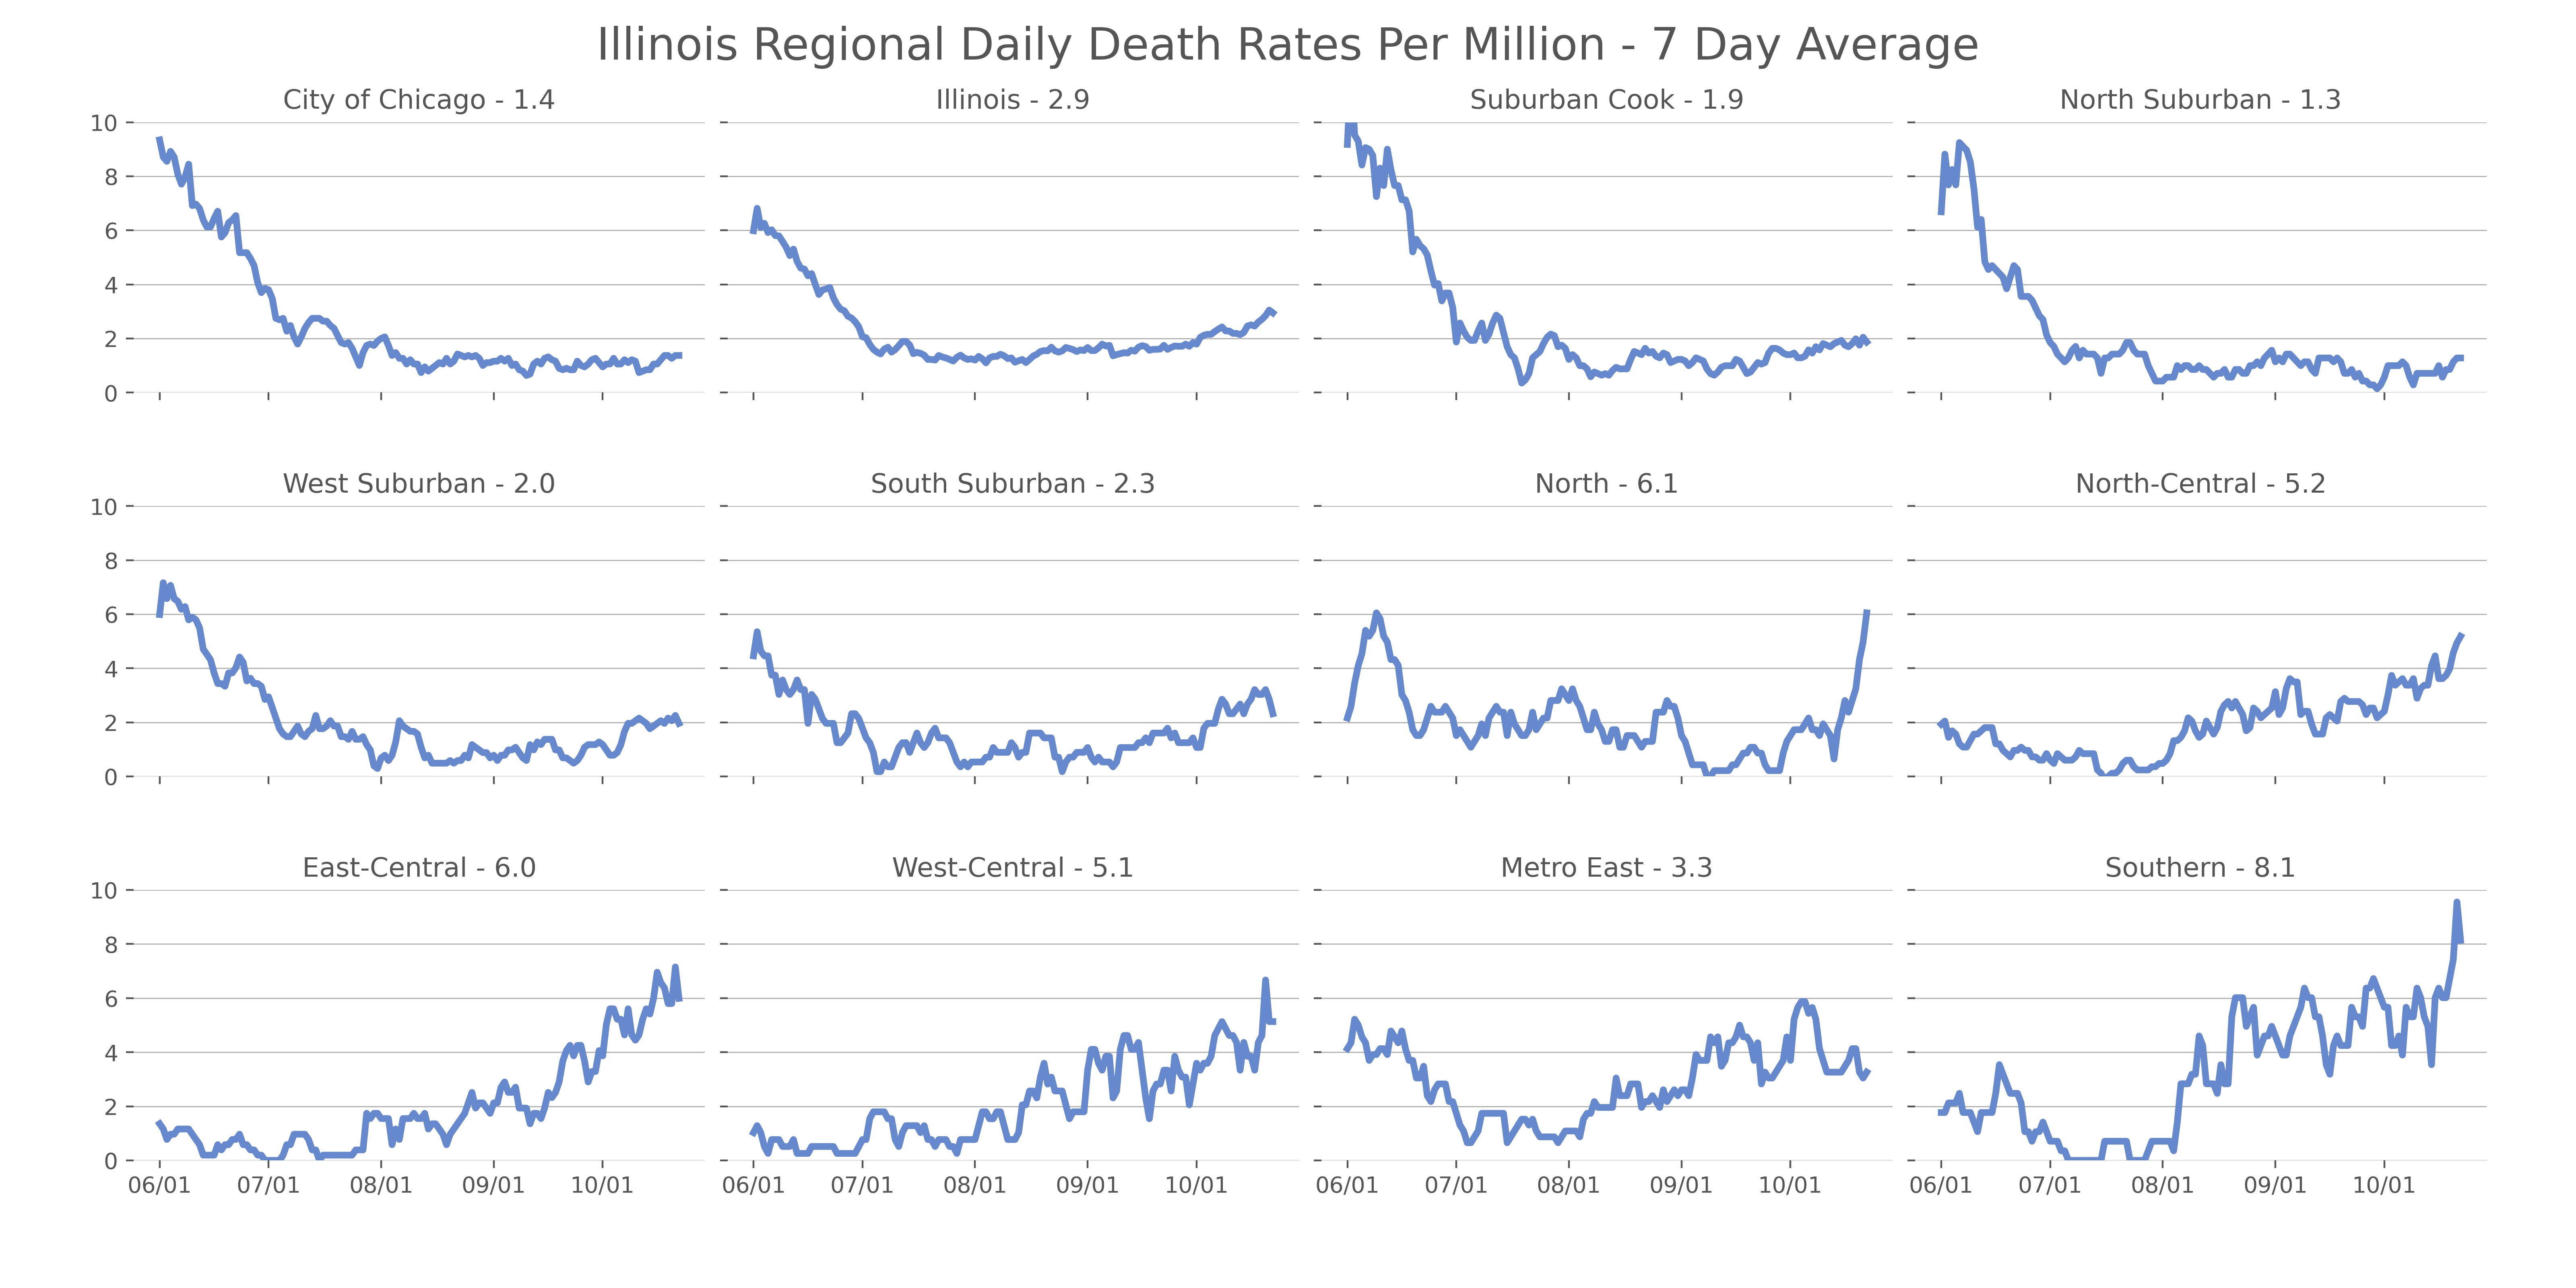 Illinois Regional Daily Death Rates Per Million - 7 Day Average
City of Chicago - 1.4
Illinois - 2.9
Suburban Cook - 1.9
North Suburban - 1.3
10
8
6
4
2
0
West Suburban - 2.0
South Suburban - 2.3
North - 6.1
North-Central - 5.2
10
8
6
4
2
0
East-Central - 6.0
West-Central - 5.1
Metro East - 3.3
Southern - 8.1
10
8
6
4
2
0
06/01 07/01 08/01 09/01 10/01
06/01 07/01 08/01 09/01 10/01
06/01 07/01 08/01 09/01 10/01
06/01 07/01 08/01 09/01 10/01